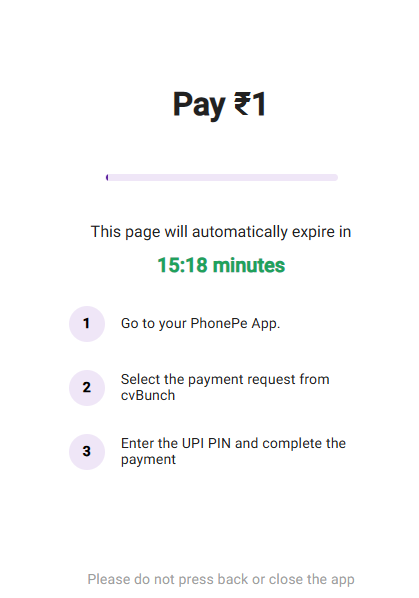 Pay ₹1
This page will automatically expire in
15:18 minutes
1
Go to your PhonePe App.
2
Select the payment request from
cvBunch
3
Enter the UPI PIN and complete the
payment
Please do not press back or close the app